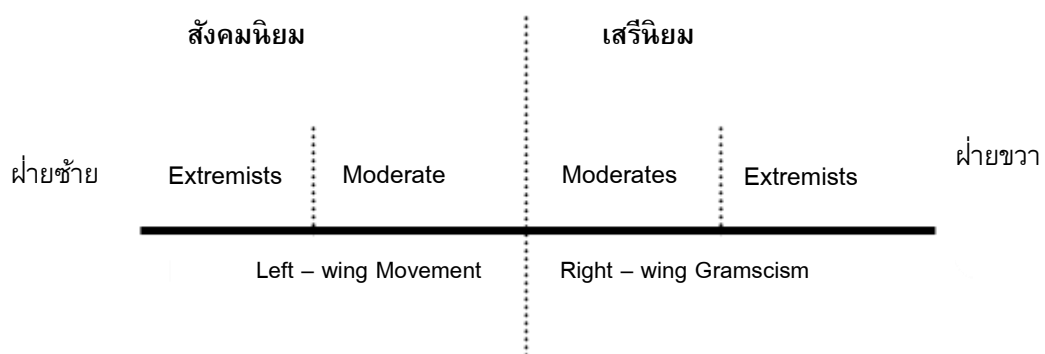 สังคมนิยม เสรีนิยม
ฝ่ายซ้าย Extremists Moderate Moderates Extremists ฝ่ายขวา
Left – wing Movement Right – wing Gramscism